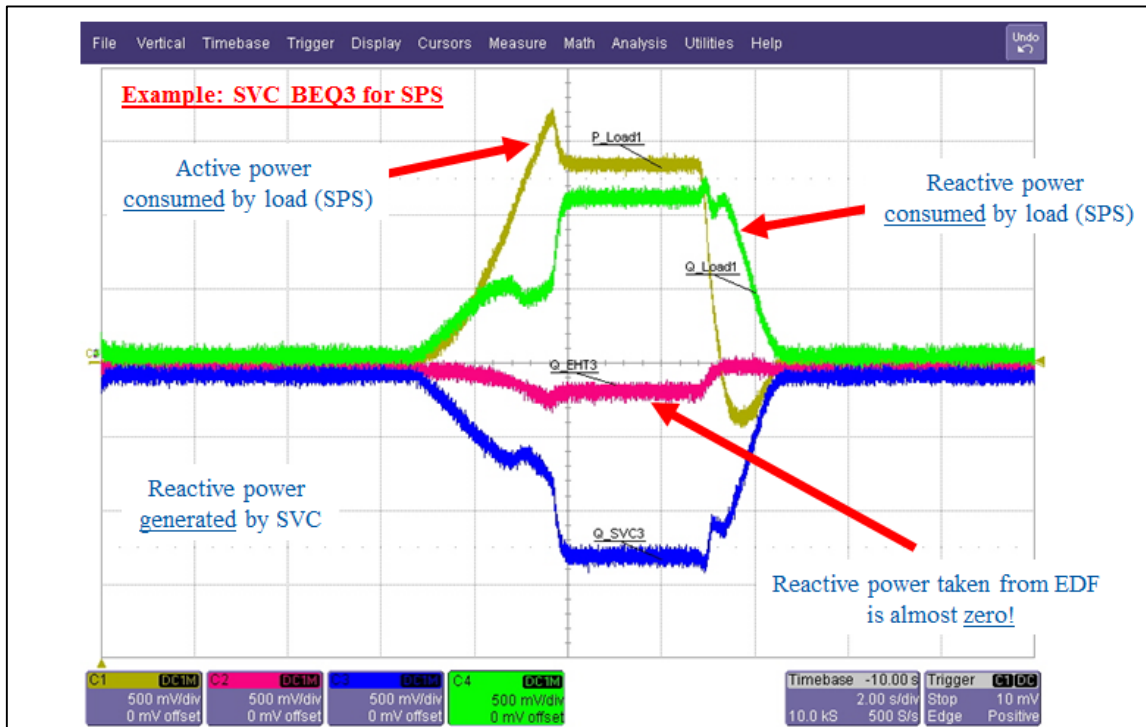 File Vertical Timebase Trigger Display Cursors Measure Math Analysis Utilities Help
Undo
Example: SVC BEQ3 for SPS
P_Load1
Active power
consumed by load (SPS)
Reactive power
consumed by load (SPS)
Q_Load1
Q_EHT3
Reactive power
generated by SVC
Q_SVC3
Reactive power taken from EDF
is almost zero!
C1 DC1M
500 mV/div
0 mV offset
C2 DC1M
500 mV/div
0 mV offset
C3 DC1M
500 mV/div
0 mV offset
C4 DC1M
500 mV/div
0 mV offset
Timebase -10.00 s
2.00 s/div
10.0 kS 500 S/s
Trigger C1 DC
Stop 10 mV
Edge Positive